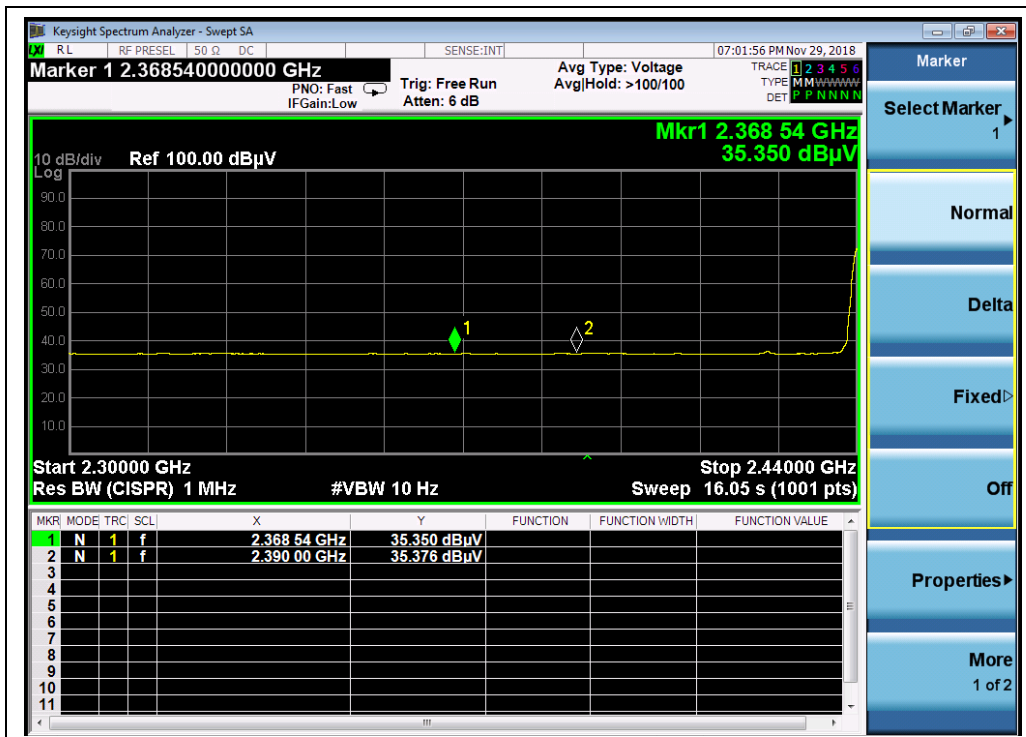 Keysight Spectrum Analyzer - Swept SA
LXI RL RF PRESEL 50 Ω DC SENSE:INT 07:01:56 PM Nov 29, 2018
Marker 1 2.368540000000 GHz
PNO: Fast Trig: Free Run Avg Type: Voltage TRACE 1 2 3 4 5 6
IFGain:Low Atten: 6 dB Avg|Hold: >100/100 TYPE M M W W W W
DET P P N N N N
Mkr1 2.368 54 GHz
35.350 dBµV
10 dB/div Ref 100.00 dBµV
Log
90.0
80.0
70.0
60.0
50.0
40.0
30.0
20.0
10.0
1
2
Start 2.30000 GHz Stop 2.44000 GHz
Res BW (CISPR) 1 MHz #VBW 10 Hz Sweep 16.05 s (1001 pts)
MKR MODE TRC SCL X Y FUNCTION FUNCTION WIDTH FUNCTION VALUE
1 N 1 f 2.368 54 GHz 35.350 dBµV
2 N 1 f 2.390 00 GHz 35.376 dBµV
3
4
5
6
7
8
9
10
11
Marker
Select Marker
1
Normal
Delta
Fixed
Off
Properties
More
1 of 2